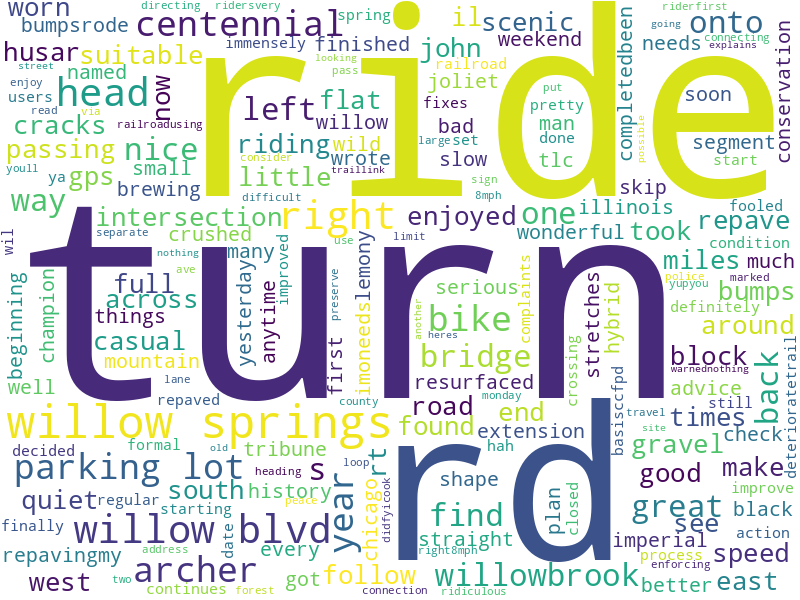 directing ridersvery
worn
bumpsrode
centennial
spring
il
scenic
onto
going riderfirst
street
husar
suitable
immensely
finished
john
weekend
needs
connecting
explains
named
now
looking
pass
railroad
joliet
ride
completedbeen
conservation
enjoy
users
head
left
flat
fixes
put
pretty
soon
read via
cracks
railroadusing
riding
willow
bad
large
set
man
done
possible
segment
passing
nice
wild
wrote
slow
tlc
start
youll
ya
gps
small
little
consider
traillink
sign
skip
way
brewing
difficult
8mph
intersection
right
enjoyed
one
illinois
fooled
repave
wil
separate
crushed
use
limit
wonderful
took
condition
nothing
many
improved
preserve
lemony
miles
much
ave
full
yesterday
anytime
turn
serious
complaints
stretches
hybrid
police
marked
yupyou
bumps
beginning
champion
across
things
another
bike
crossing
definitely
around
casual
heres
mountain
first
imoneeds
bridge
block
back
lane
resurfaced
warnednothing
well
repaved
county
monday
advice
willow springs
road
end
basisccfpd
travel
still
deterioratetrail
decided
formal
old
found
extension
times
site
check
parking lot
s
tribune
rt
hah
gravel
heading
loop
rd
shape
plan
closed
good
make
improve
quiet
regular
south
history
year
chicago
didfyicook
find
great
black
starting
peace
see
action
finally
willow blvd
date
straight
imperial
process
repavingmy
address
every
right8mph
speed
enforcing
west
archer
got
follow
willowbrook
better
east
two
continues
forest
connection
ridiculous